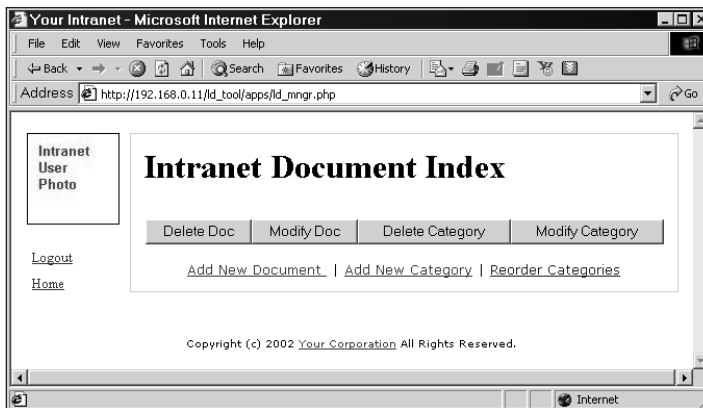 Your Intranet - Microsoft Internet Explorer
File Edit View Favorites Tools Help
Back Search Favorites History
Address http://192.168.0.11/ld_tool/apps/ld_mngr.php Go
Intranet
User
Photo
Intranet Document Index
Delete Doc Modify Doc Delete Category Modify Category
Logout
Add New Document | Add New Category | Reorder Categories
Home
Copyright (c) 2002 Your Corporation All Rights Reserved.
Internet